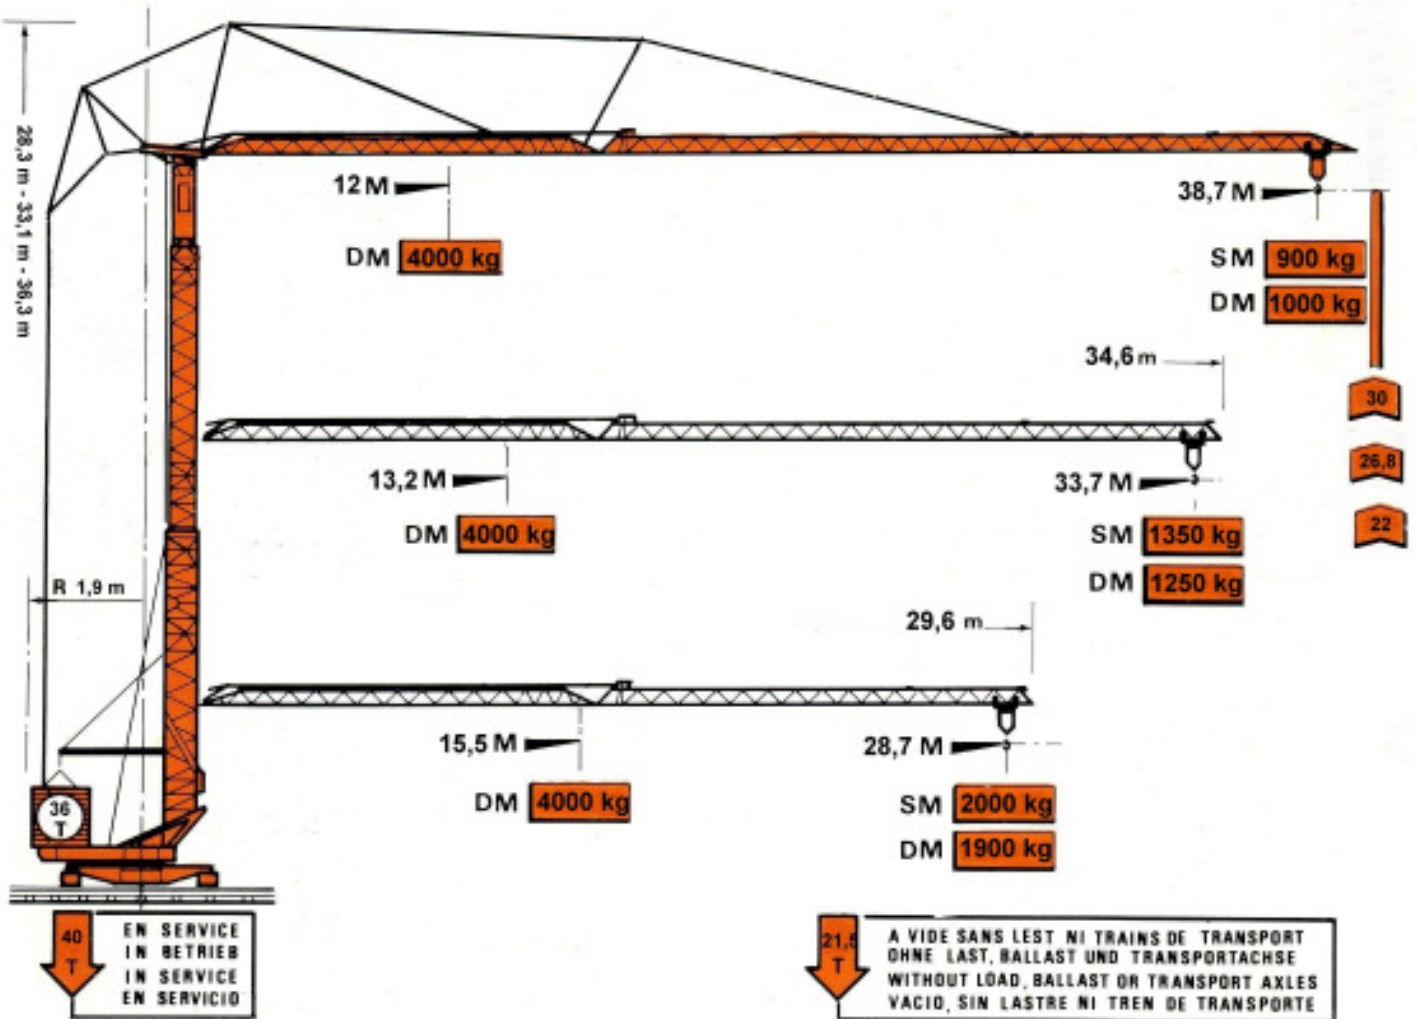 28,3 m - 33,1 m - 36,3 m
12 M
38,7 M
DM 4000 kg
SM 900 kg
DM 1000 kg
34,6 m
30
26,8
22
13,2 M
33,7 M
DM 4000 kg
SM 1350 kg
DM 1250 kg
R 1,9 m
29,6 m
15,5 M
28,7 M
DM 4000 kg
SM 2000 kg
DM 1900 kg
36
T
40
T
EN SERVICE
IN BETRIEB
IN SERVICE
EN SERVICIO
21,5
T
A VIDE SANS LEST NI TRAINS DE TRANSPORT
OHNE LAST, BALLAST UND TRANSPORTACHSE
WITHOUT LOAD, BALLAST OR TRANSPORT AXLES
VACIO, SIN LASTRE NI TREN DE TRANSPORTE